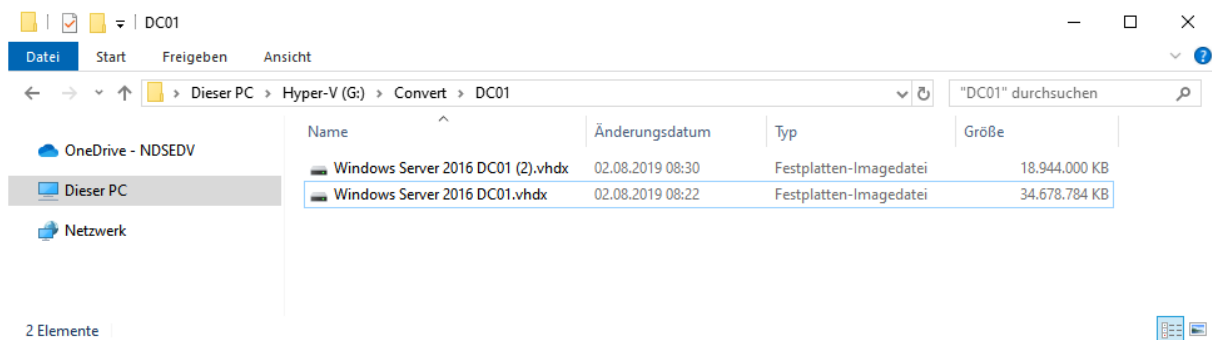 DC01
Datei Start Freigeben Ansicht
Dieser PC Hyper-V (G:) Convert DC01 "DC01" durchsuchen
Name Änderungsdatum Typ Größe
OneDrive - NDSEDV
Windows Server 2016 DC01 (2).vhdx 02.08.2019 08:30 Festplatten-Imagedatei 18.944.000 KB
Dieser PC
Windows Server 2016 DC01.vhdx 02.08.2019 08:22 Festplatten-Imagedatei 34.678.784 KB
Netzwerk
2 Elemente